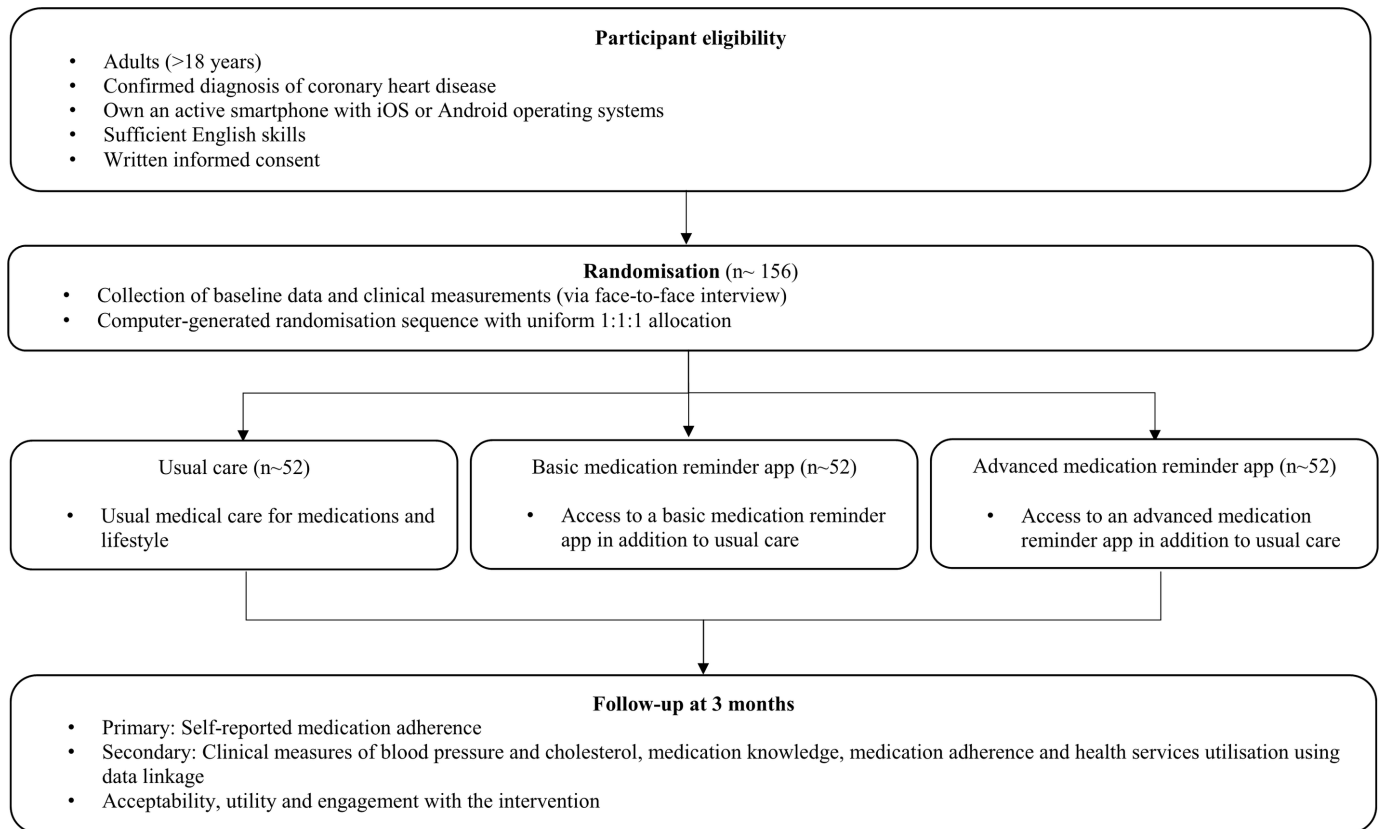 Participant eligibility
• Adults (>18 years)
• Confirmed diagnosis of coronary heart disease
• Own an active smartphone with iOS or Android operating systems
• Sufficient English skills
• Written informed consent
Randomisation (n~ 156)
• Collection of baseline data and clinical measurements (via face-to-face interview)
• Computer-generated randomisation sequence with uniform 1:1:1 allocation
Usual care (n~52)
• Usual medical care for medications and
lifestyle
Basic medication reminder app (n~52)
• Access to a basic medication reminder
app in addition to usual care
Advanced medication reminder app (n~52)
• Access to an advanced medication
reminder app in addition to usual care
Follow-up at 3 months
• Primary: Self-reported medication adherence
• Secondary: Clinical measures of blood pressure and cholesterol, medication knowledge, medication adherence and health services utilisation using
data linkage
• Acceptability, utility and engagement with the intervention